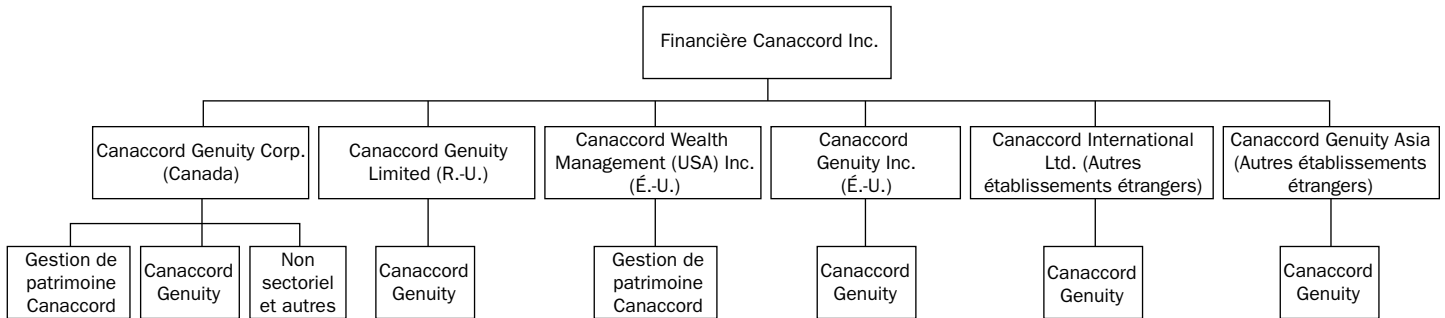 Financière Canaccord Inc.
Canaccord Genuity Corp.
(Canada)
Canaccord Genuity
Limited (R.-U.)
Canaccord Wealth
Management (USA) Inc.
(É.-U.)
Canaccord
Genuity Inc.
(É.-U.)
Canaccord International
Ltd. (Autres
établissements étrangers)
Canaccord Genuity Asia
(Autres établissements
étrangers)
Gestion de
patrimoine
Canaccord
Canaccord
Genuity
Non
sectoriel
et autres
Canaccord
Genuity
Gestion de
patrimoine
Canaccord
Canaccord
Genuity
Canaccord
Genuity
Canaccord
Genuity